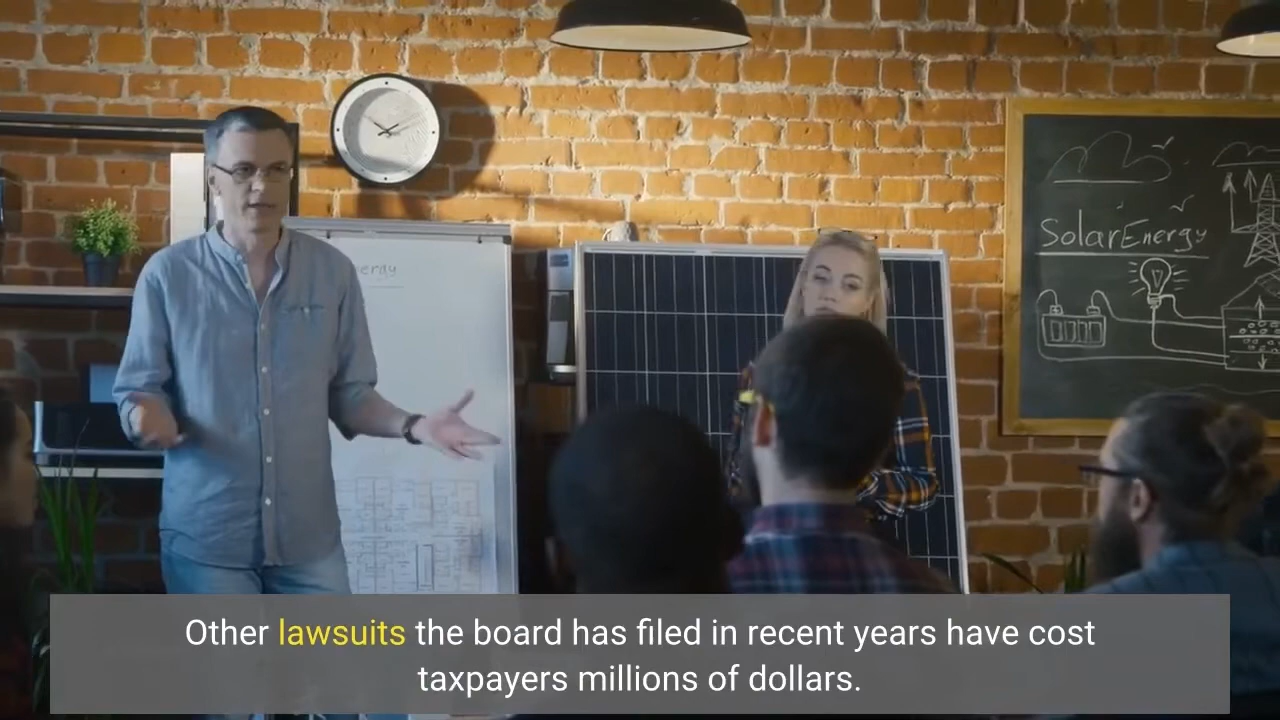 SolarEnergy
Other lawsuits the board has filed in recent years have cost
taxpayers millions of dollars.